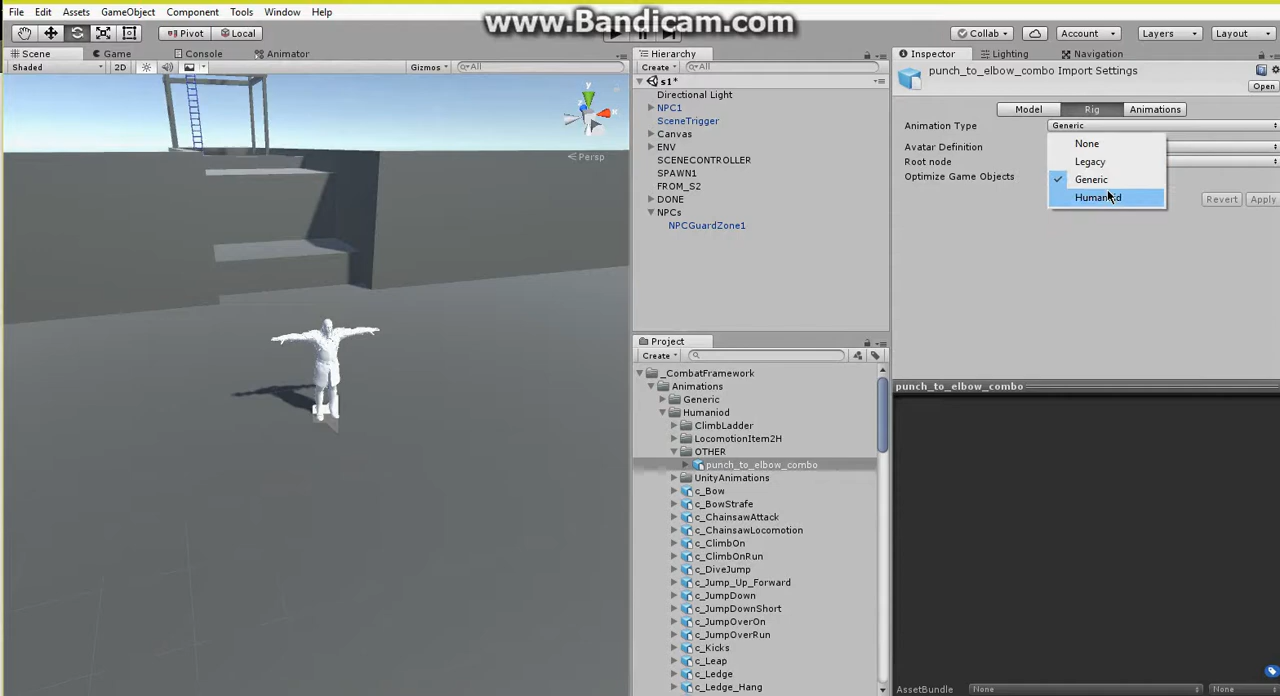 www.Bandicam.com
File Edit Assets GameObject Component Tools Window Help
Pivot Local Collab Account Layers Layout
Scene Game Console Animator
Shaded 2D Gizmos All
y
x
Persp
Hierarchy
Create All
s1*
Directional Light
NPC1
SceneTrigger
Canvas
ENV
SCENECONTROLLER
SPAWN1
FROM_S2
DONE
NPCs
NPCGuardZone1
Project
Create
_CombatFramework
Animations
Generic
Humaniod
ClimbLadder
LocomotionItem2H
OTHER
punch_to_elbow_combo
UnityAnimations
c_Bow
c_BowStrafe
c_ChainsawAttack
c_ChainsawLocomotion
c_ClimbOn
c_ClimbOnRun
c_DiveJump
c_Jump_Up_Forward
c_JumpDown
c_JumpDownShort
c_JumpOverOn
c_JumpOverRun
c_Kicks
c_Leap
c_Ledge
c_Ledge_Hang
Inspector Lighting Navigation
punch_to_elbow_combo Import Settings
Open
Model Rig Animations
Animation Type Generic
Avatar Definition
Root node
Optimize Game Objects
None
Legacy
Generic
Humanoid
Revert Apply
punch_to_elbow_combo
AssetBundle None None